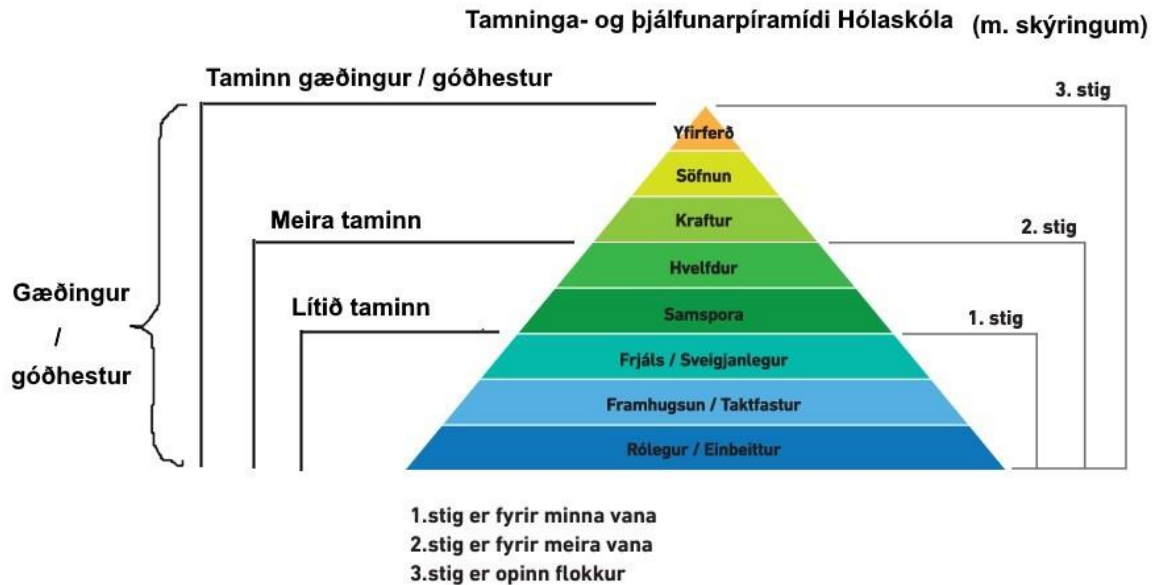 Tamninga- og þjálfunarpíramídi Hólaskóla (m. skýringum)
Taminn gæðingur / góðhestur
3. stig
Yfirferð
Söfnun
Kraftur
Meira taminn
2. stig
Hvelfdur
Samspora
Lítið taminn
1. stig
Gæðingur
/
góðhestur
Frjáls / Sveigjanlegur
Framhugsun / Taktfastur
Rólegur / Einbeittur
1.stig er fyrir minna vana
2.stig er fyrir meira vana
3.stig er opinn flokkur